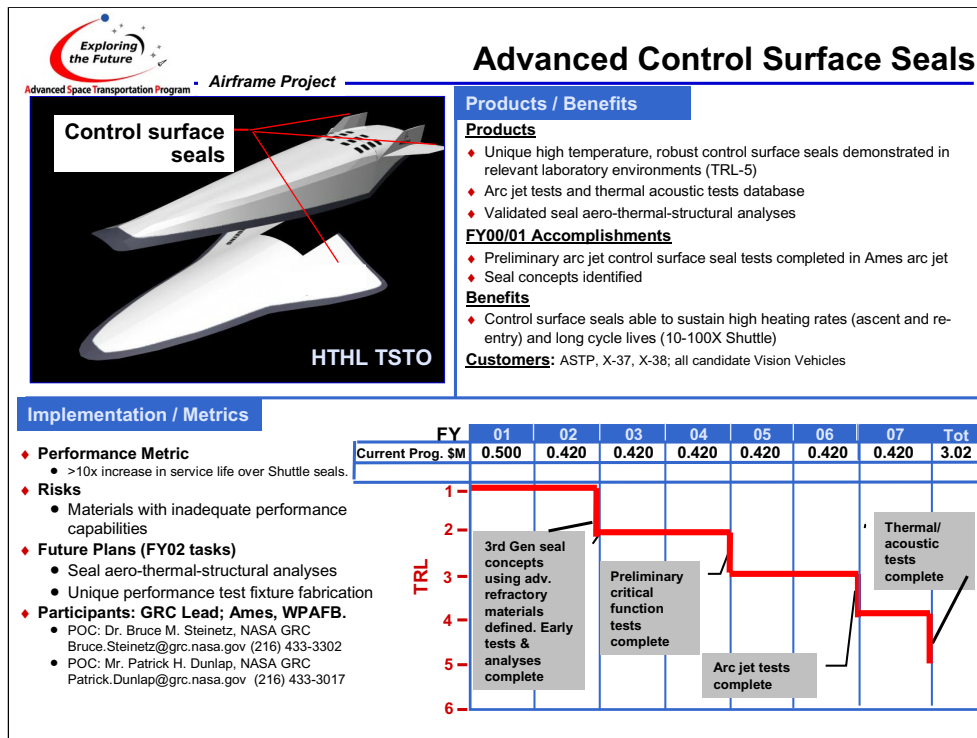 Exploring
the Future
Advanced Space Transportation Program
Airframe Project
Advanced Control Surface Seals
Control surface
seals
HTHL TSTO
Products / Benefits
Products
♦ Unique high temperature, robust control surface seals demonstrated in
relevant laboratory environments (TRL-5)
♦ Arc jet tests and thermal acoustic tests database
♦ Validated seal aero-thermal-structural analyses
FY00/01 Accomplishments
♦ Preliminary arc jet control surface seal tests completed in Ames arc jet
♦ Seal concepts identified
Benefits
♦ Control surface seals able to sustain high heating rates (ascent and re-
entry) and long cycle lives (10-100X Shuttle)
Customers: ASTP, X-37, X-38; all candidate Vision Vehicles
Implementation / Metrics
♦ Performance Metric
• >10x increase in service life over Shuttle seals.
♦ Risks
• Materials with inadequate performance
capabilities
♦ Future Plans (FY02 tasks)
• Seal aero-thermal-structural analyses
• Unique performance test fixture fabrication
♦ Participants: GRC Lead; Ames, WPAFB.
• POC: Dr. Bruce M. Steinetz, NASA GRC
Bruce.Steinetz@grc.nasa.gov (216) 433-3302
• POC: Mr. Patrick H. Dunlap, NASA GRC
Patrick.Dunlap@grc.nasa.gov (216) 433-3017
FY 01 02 03 04 05 06 07 Tot
Current Prog. $M 0.500 0.420 0.420 0.420 0.420 0.420 0.420 3.02
TRL
1
2
3
4
5
6
3rd Gen seal
concepts
using adv.
refractory
materials
defined. Early
tests &
analyses
complete
Preliminary
critical
function
tests
complete
Arc jet tests
complete
Thermal/
acoustic
tests
complete